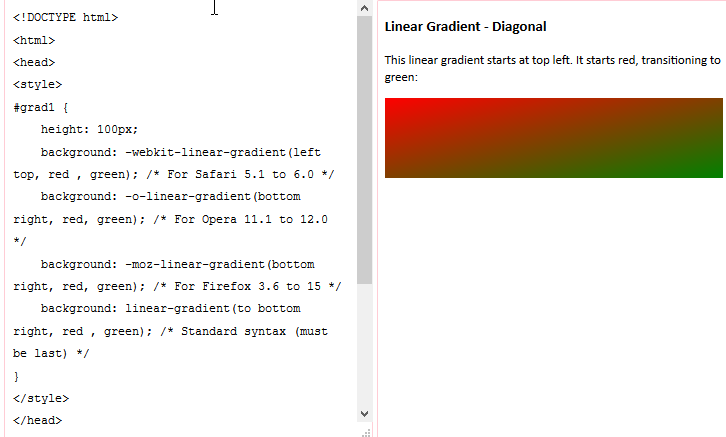 <!DOCTYPE html>
<html>
<head>
<style>
#grad1 {
    height: 100px;
    background: -webkit-linear-gradient(left
top, red , green); /* For Safari 5.1 to 6.0 */
    background: -o-linear-gradient(bottom
right, red, green); /* For Opera 11.1 to 12.0
*/
    background: -moz-linear-gradient(bottom
right, red, green); /* For Firefox 3.6 to 15 */
    background: linear-gradient(to bottom
right, red , green); /* Standard syntax (must
be last) */
}
</style>
</head>
Linear Gradient - Diagonal
This linear gradient starts at top left. It starts red, transitioning to
green: